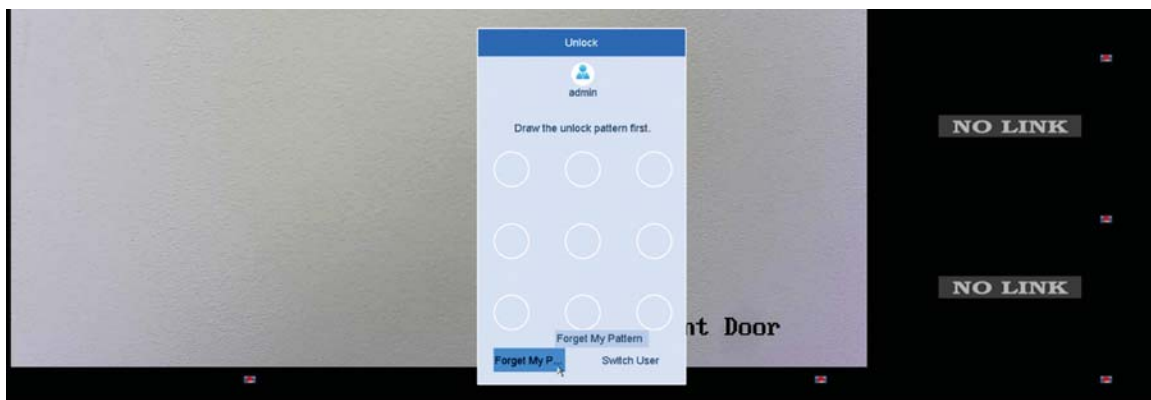 Unlock
admin
Draw the unlock pattern first.
NO LINK
NO LINK
nt Door
Forget My Pattern
Forget My P...
Switch User